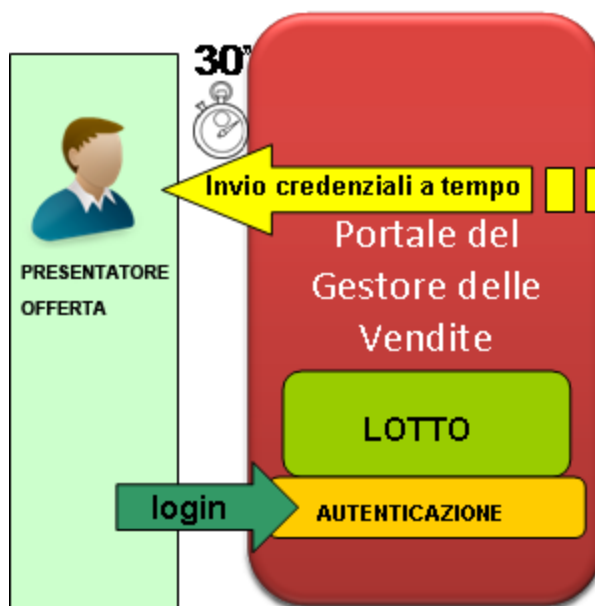 30”
Invio credenziali a tempo
Portale del
Gestore delle
Vendite
PRESENTATORE
OFFERTA
LOTTO
login
AUTENTICAZIONE